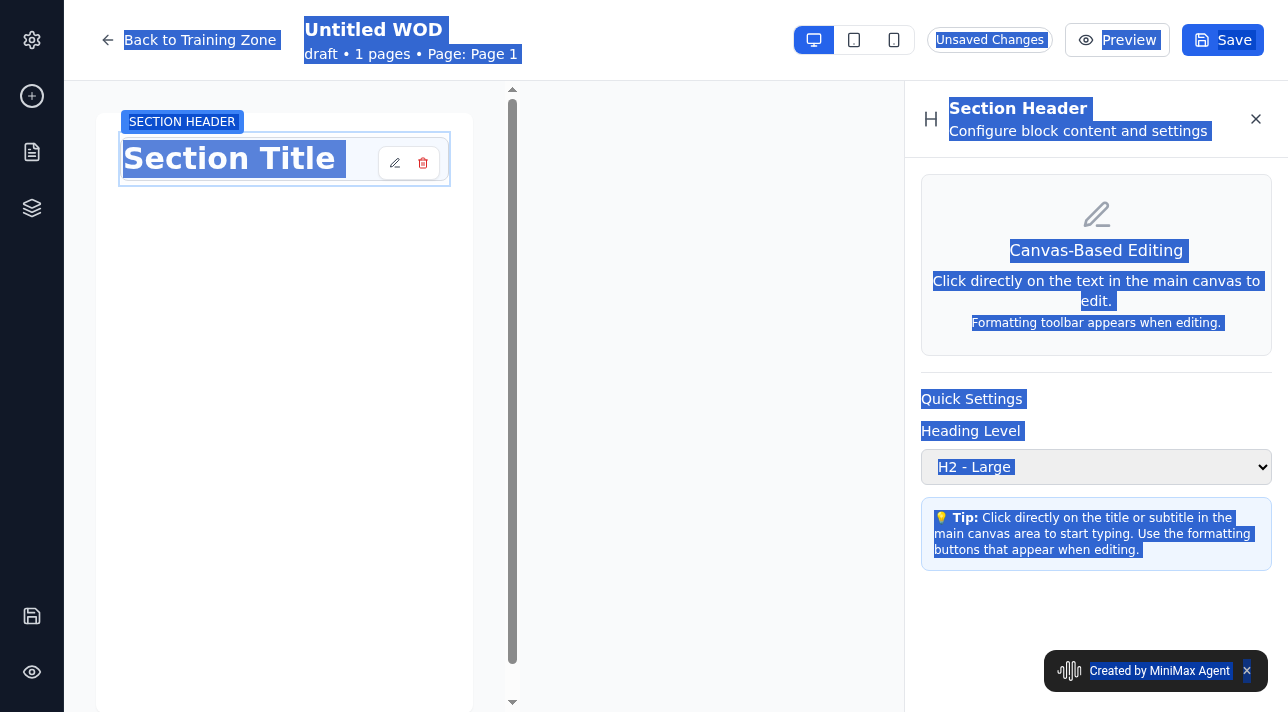 Back to Training Zone
Untitled WOD
draft • 1 pages • Page: Page 1
Unsaved Changes
Preview
Save
SECTION HEADER
Section Title
Section Header
Configure block content and settings
Canvas-Based Editing
Click directly on the text in the main canvas to
edit.
Formatting toolbar appears when editing.
Quick Settings
Heading Level
H2 - Large
💡 Tip: Click directly on the title or subtitle in the
main canvas area to start typing. Use the formatting
buttons that appear when editing.
Created by MiniMax Agent ×